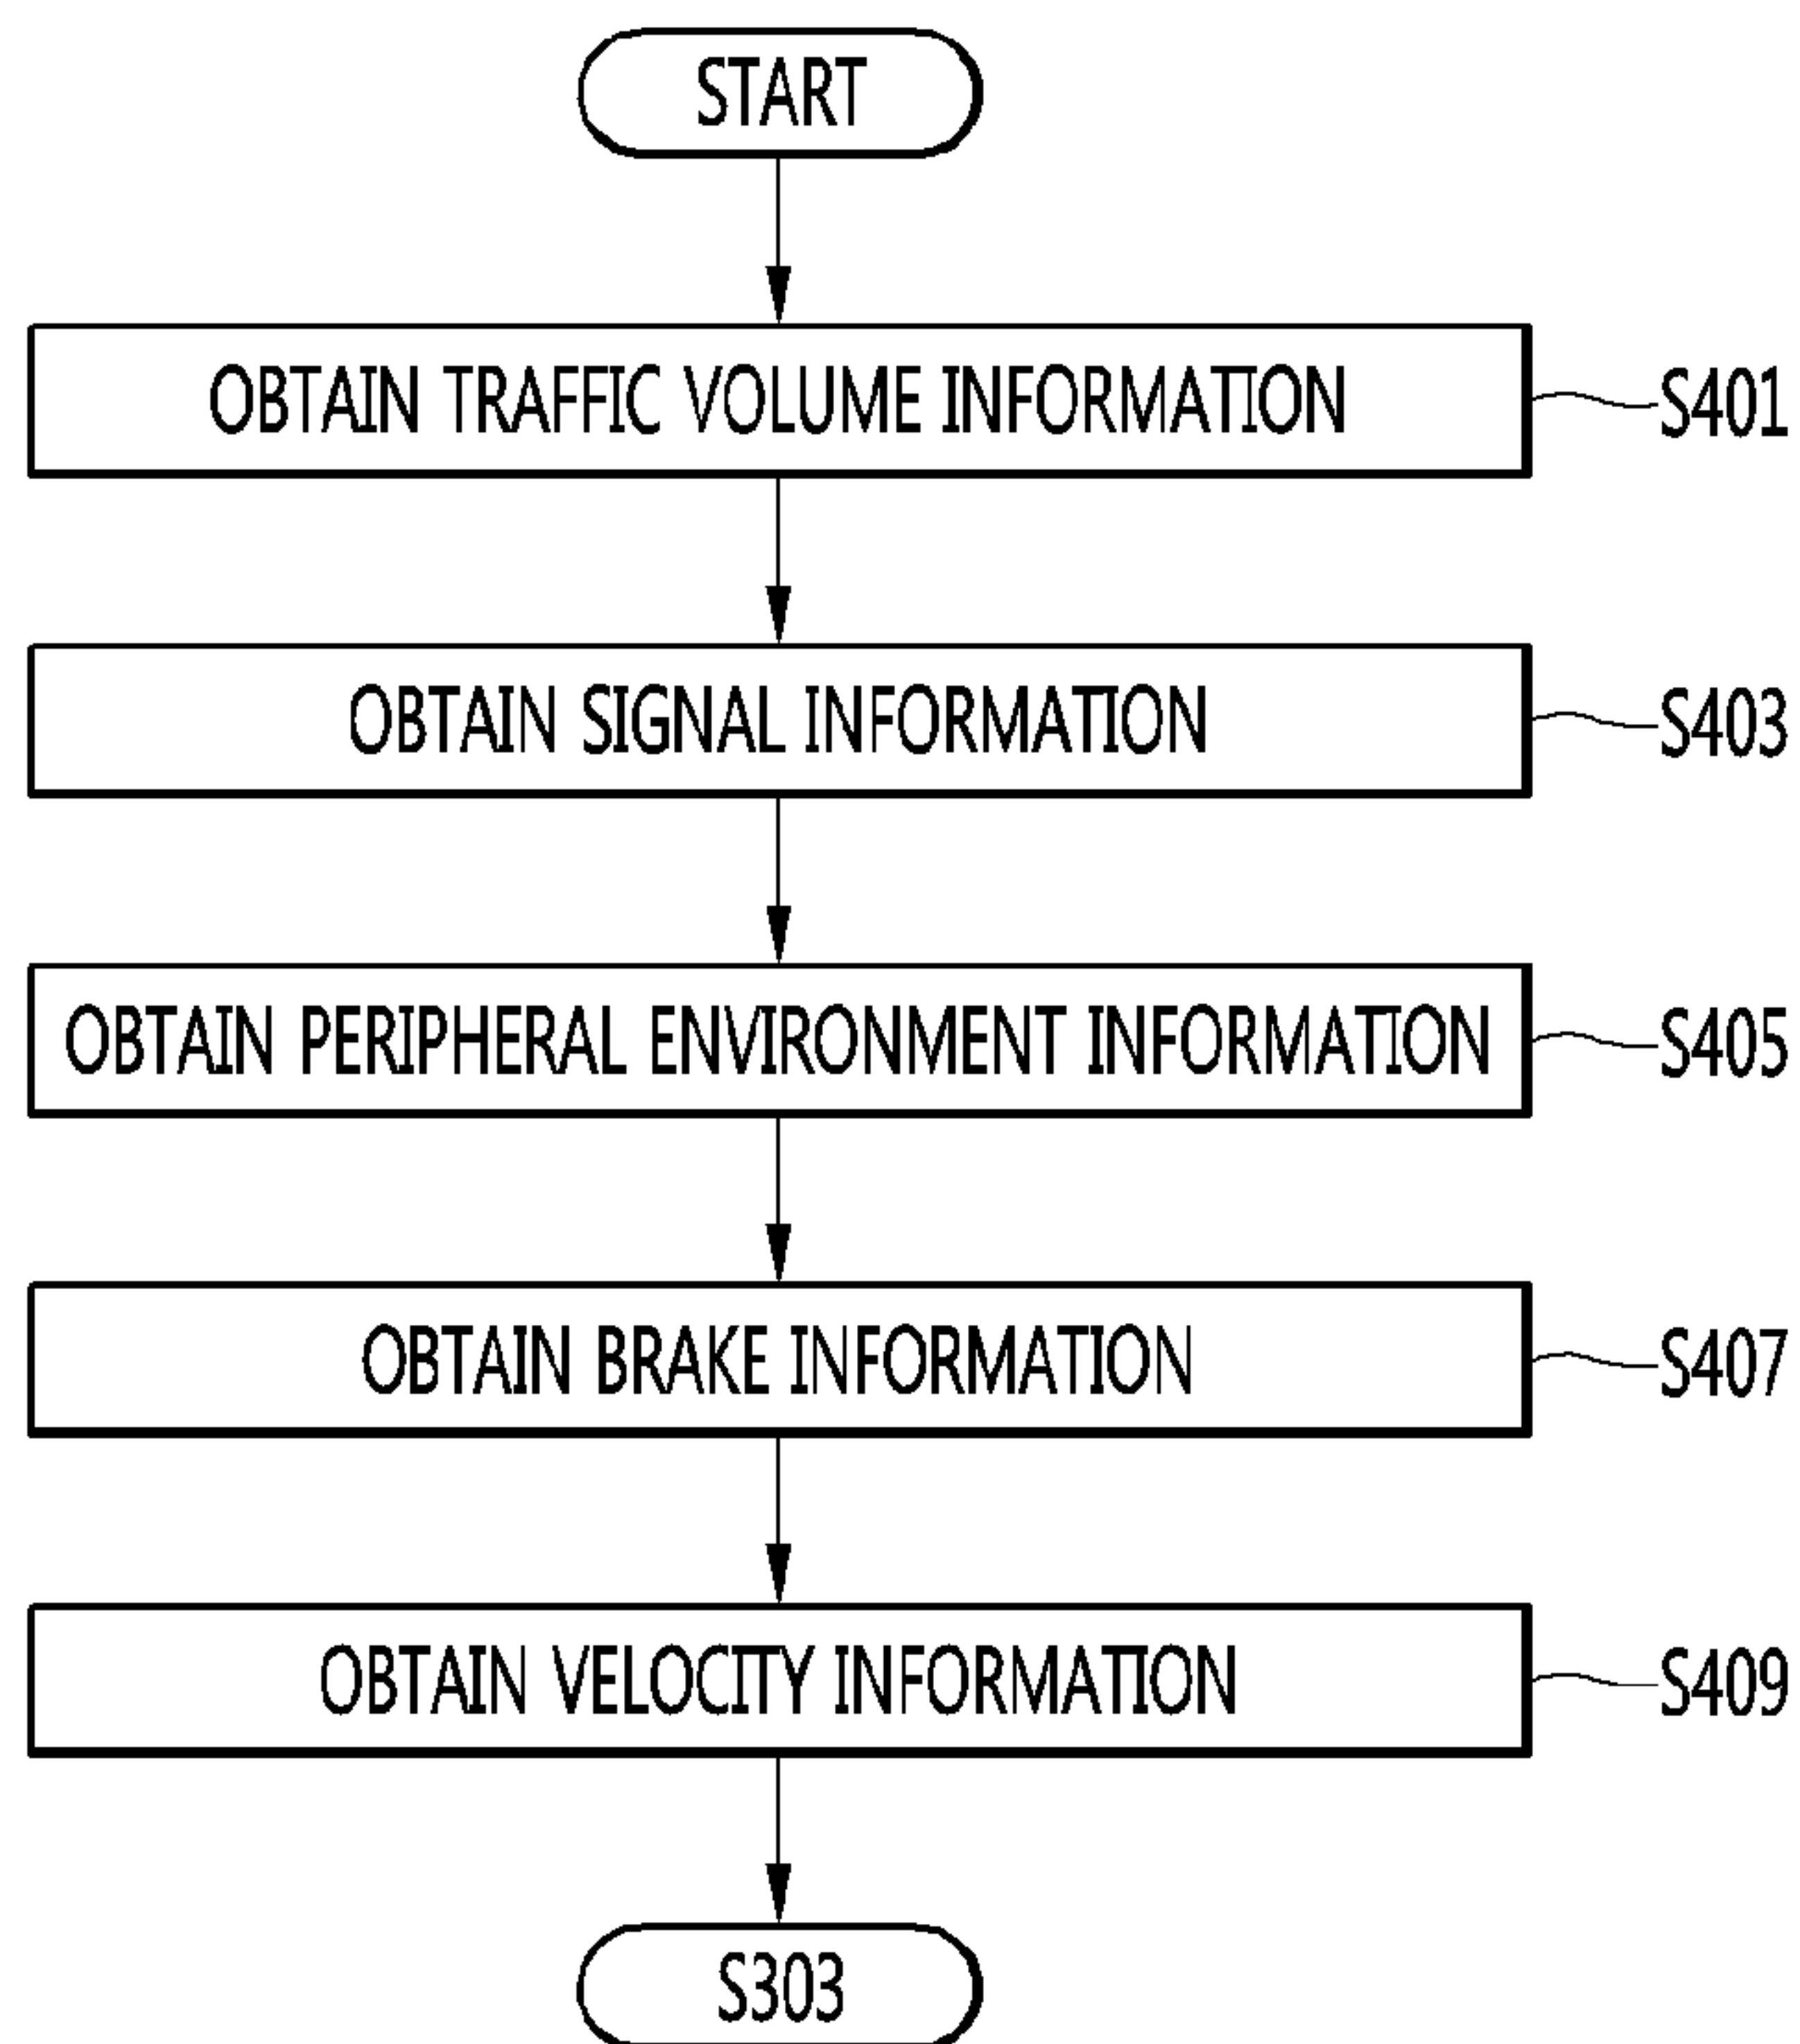 START
OBTAIN TRAFFIC VOLUME INFORMATION S401
OBTAIN SIGNAL INFORMATION S403
OBTAIN PERIPHERAL ENVIRONMENT INFORMATION S405
OBTAIN BRAKE INFORMATION S407
OBTAIN VELOCITY INFORMATION S409
S303